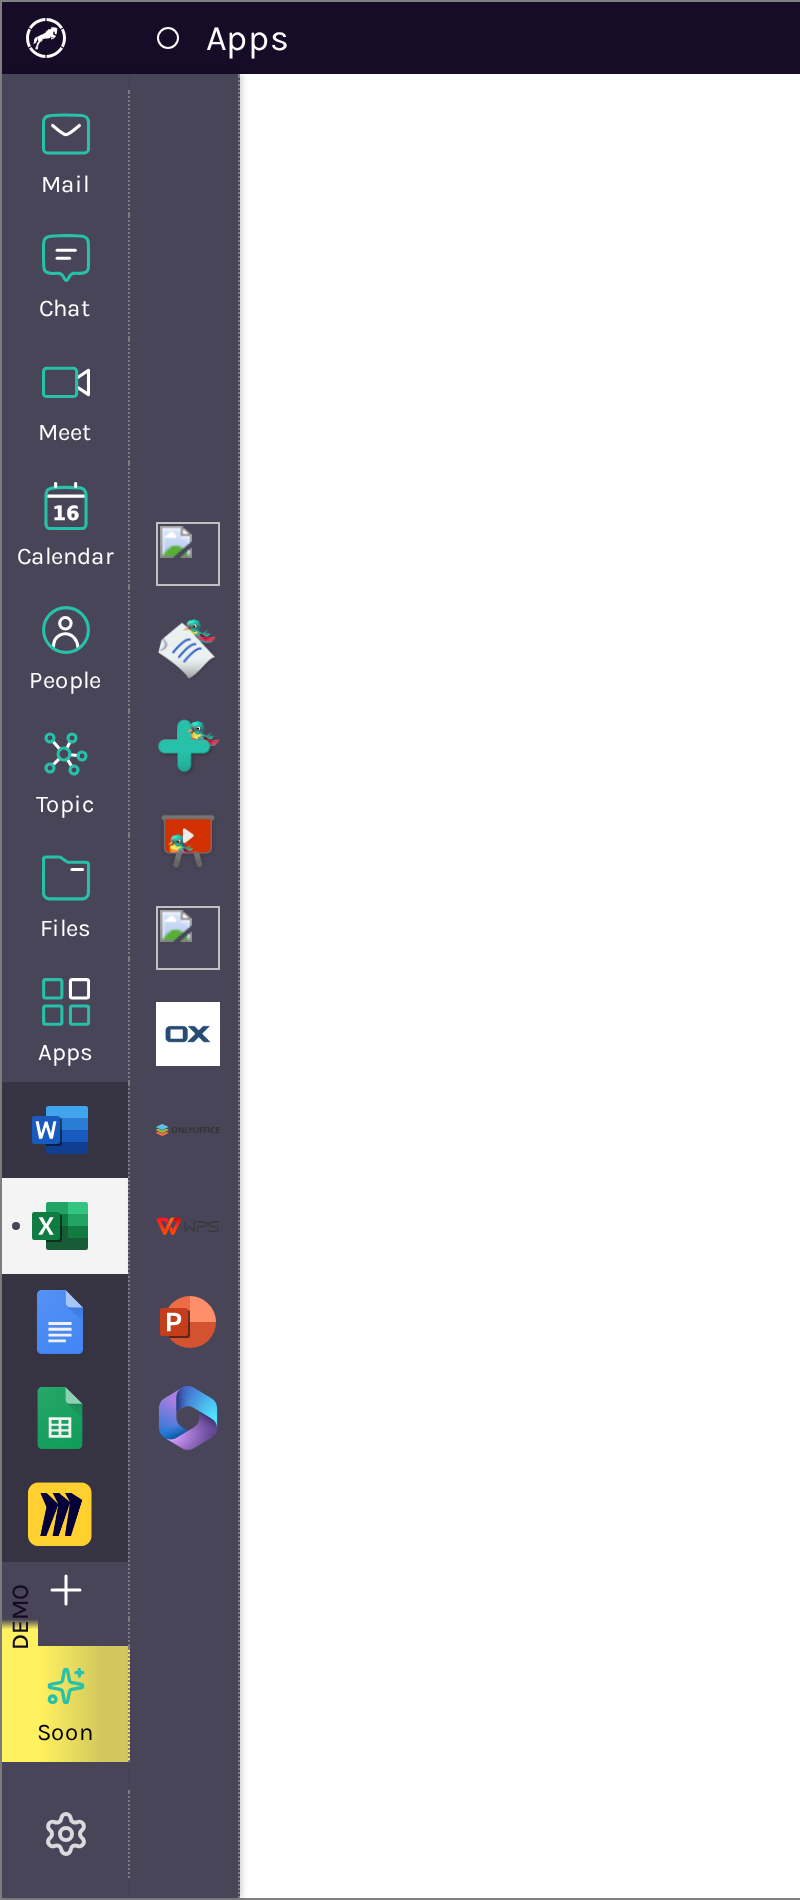 Apps
Mail
Chat
Meet
16
Calendar
People
Topic
Files
Apps
W
X
DEMO
Soon
OX
ONLYOFFICE
WPS
P